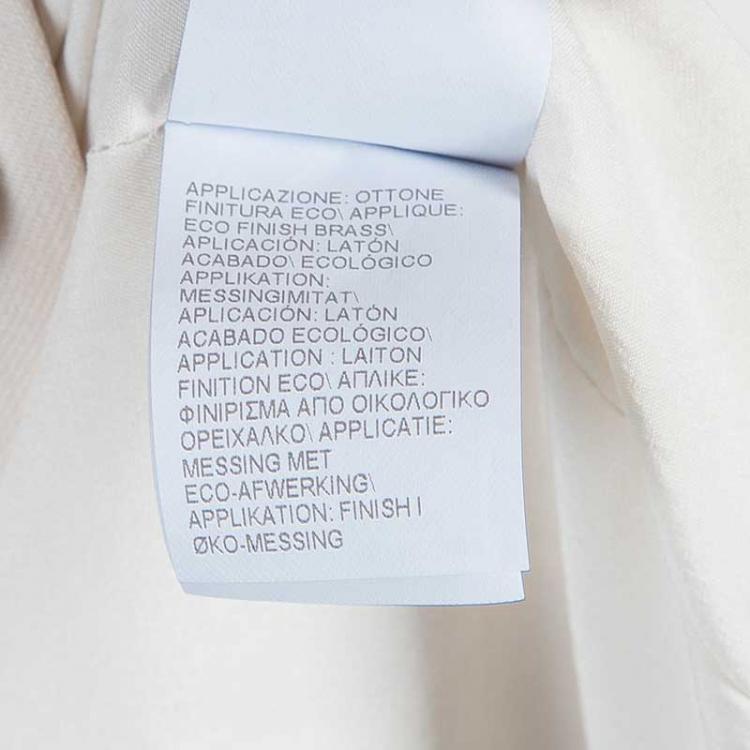 APPLICAZIONE: OTTONE
FINITURA ECO\ APPLIQUE:
ECO FINISH BRASS\
APLICACIÓN: LATÓN
ACABADO\ ECOLÓGICO
APPLIKATION:
MESSINGIMITAT\
APLICACIÓN: LATÓN
ACABADO ECOLÓGICO\
APPLICATION : LAITON
FINITION ECO\ ΑΠΛΙΚΕ:
ΦΙΝΙΡΙΣΜΑ ΑΠΟ ΟΙΚΟΛΟΓΙΚΟ
ΟΡΕΙΧΑΛΚΟ\ APPLICATIE:
MESSING MET
ECO-AFWERKING\
APPLIKATION: FINISH I
ØKO-MESSING